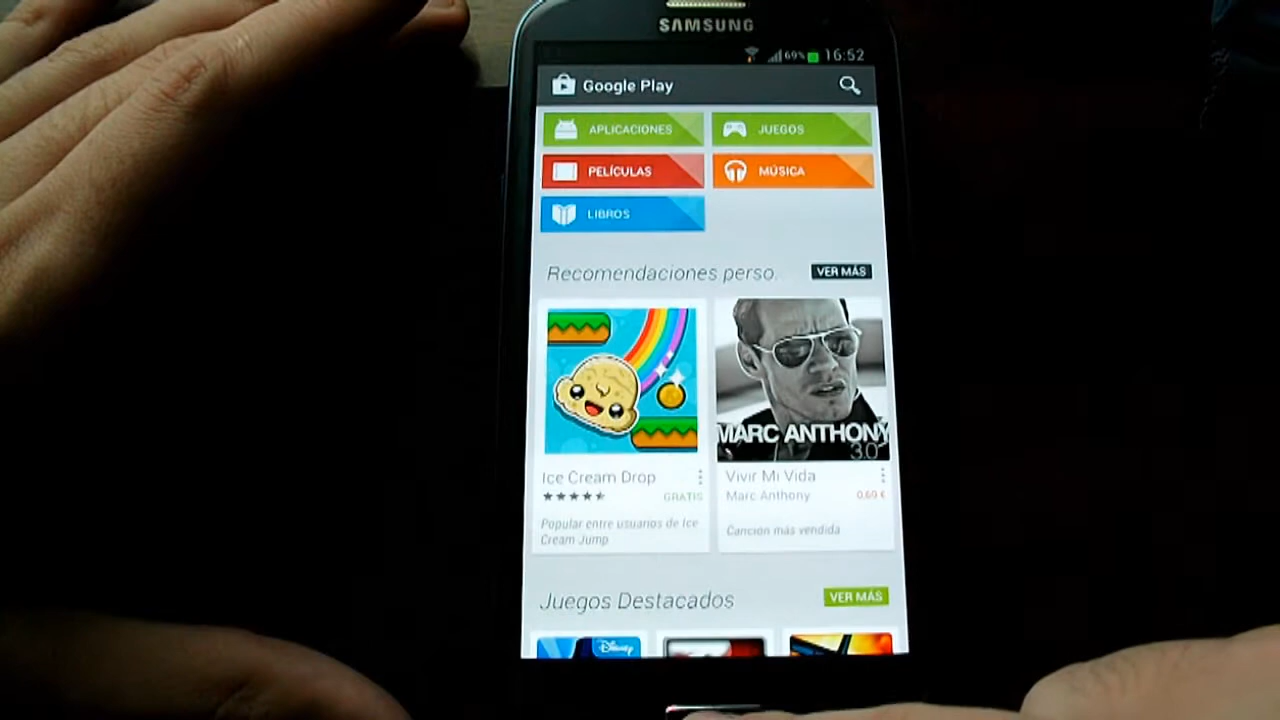 SAMSUNG
69% 16:52
Google Play
APLICACIONES
JUEGOS
PELÍCULAS
MÚSICA
LIBROS
Recomendaciones perso.
VER MÁS
MARC ANTHONY
3.0
Ice Cream Drop
GRATIS
Popular entre usuarios de Ice
Cream Jump
Vivir Mi Vida
Marc Anthony 0,69 €
Canción más vendida
Juegos Destacados
VER MÁS
Disney